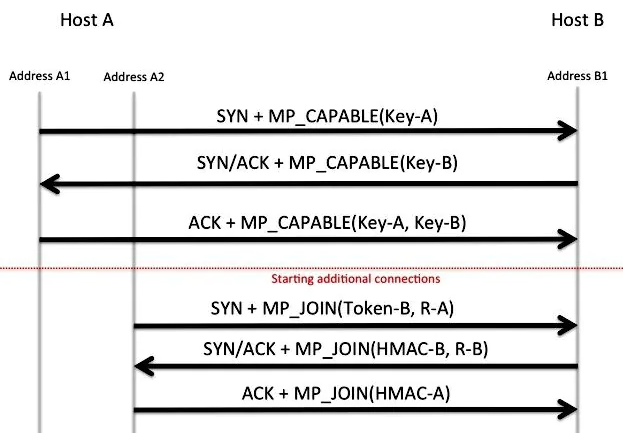 Host A
Host B
Address A1
Address A2
Address B1
SYN + MP_CAPABLE(Key-A)
SYN/ACK + MP_CAPABLE(Key-B)
ACK + MP_CAPABLE(Key-A, Key-B)
Starting additional connections
SYN + MP_JOIN(Token-B, R-A)
SYN/ACK + MP_JOIN(HMAC-B, R-B)
ACK + MP_JOIN(HMAC-A)